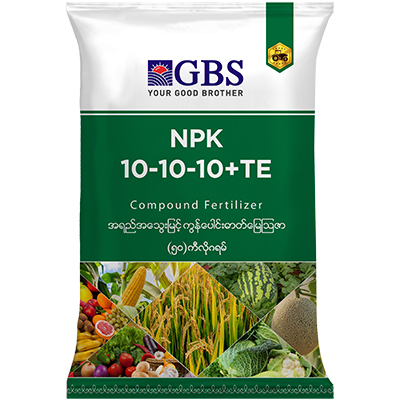 GBS
YOUR GOOD BROTHER
NPK
10-10-10+TE
Compound Fertilizer
အရည်အသွေးမြင့် ကွန်ပေါင်းဓာတ်မြေဩဇာ
(၅၀)ကီလိုဂရမ်